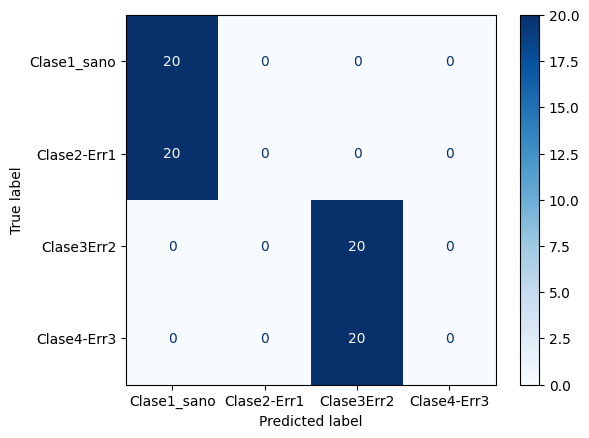 Clase1_sano 20 0 0 0
Clase2-Err1 20 0 0 0
Clase3Err2 0 0 20 0
Clase4-Err3 0 0 20 0
Clase1_sano Clase2-Err1 Clase3Err2 Clase4-Err3
Predicted label
True label
20.0
17.5
15.0
12.5
10.0
7.5
5.0
2.5
0.0